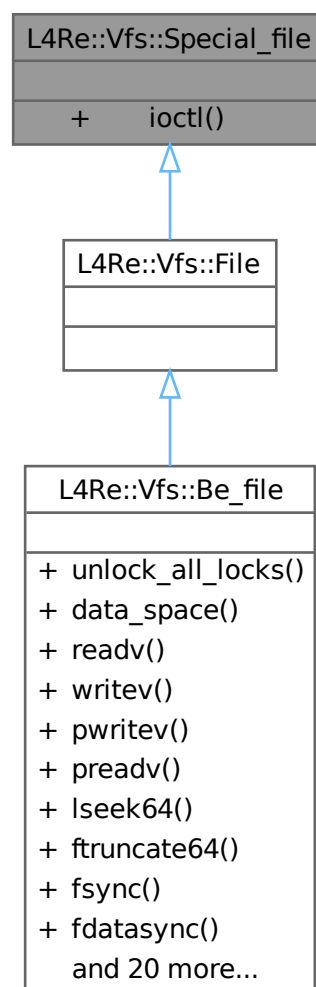 L4Re::Vfs::Special_file
+ ioctl()
L4Re::Vfs::File
L4Re::Vfs::Be_file
+ unlock_all_locks()
+ data_space()
+ readv()
+ writev()
+ pwritev()
+ preadv()
+ lseek64()
+ ftruncate64()
+ fsync()
+ fdatasync()
and 20 more...